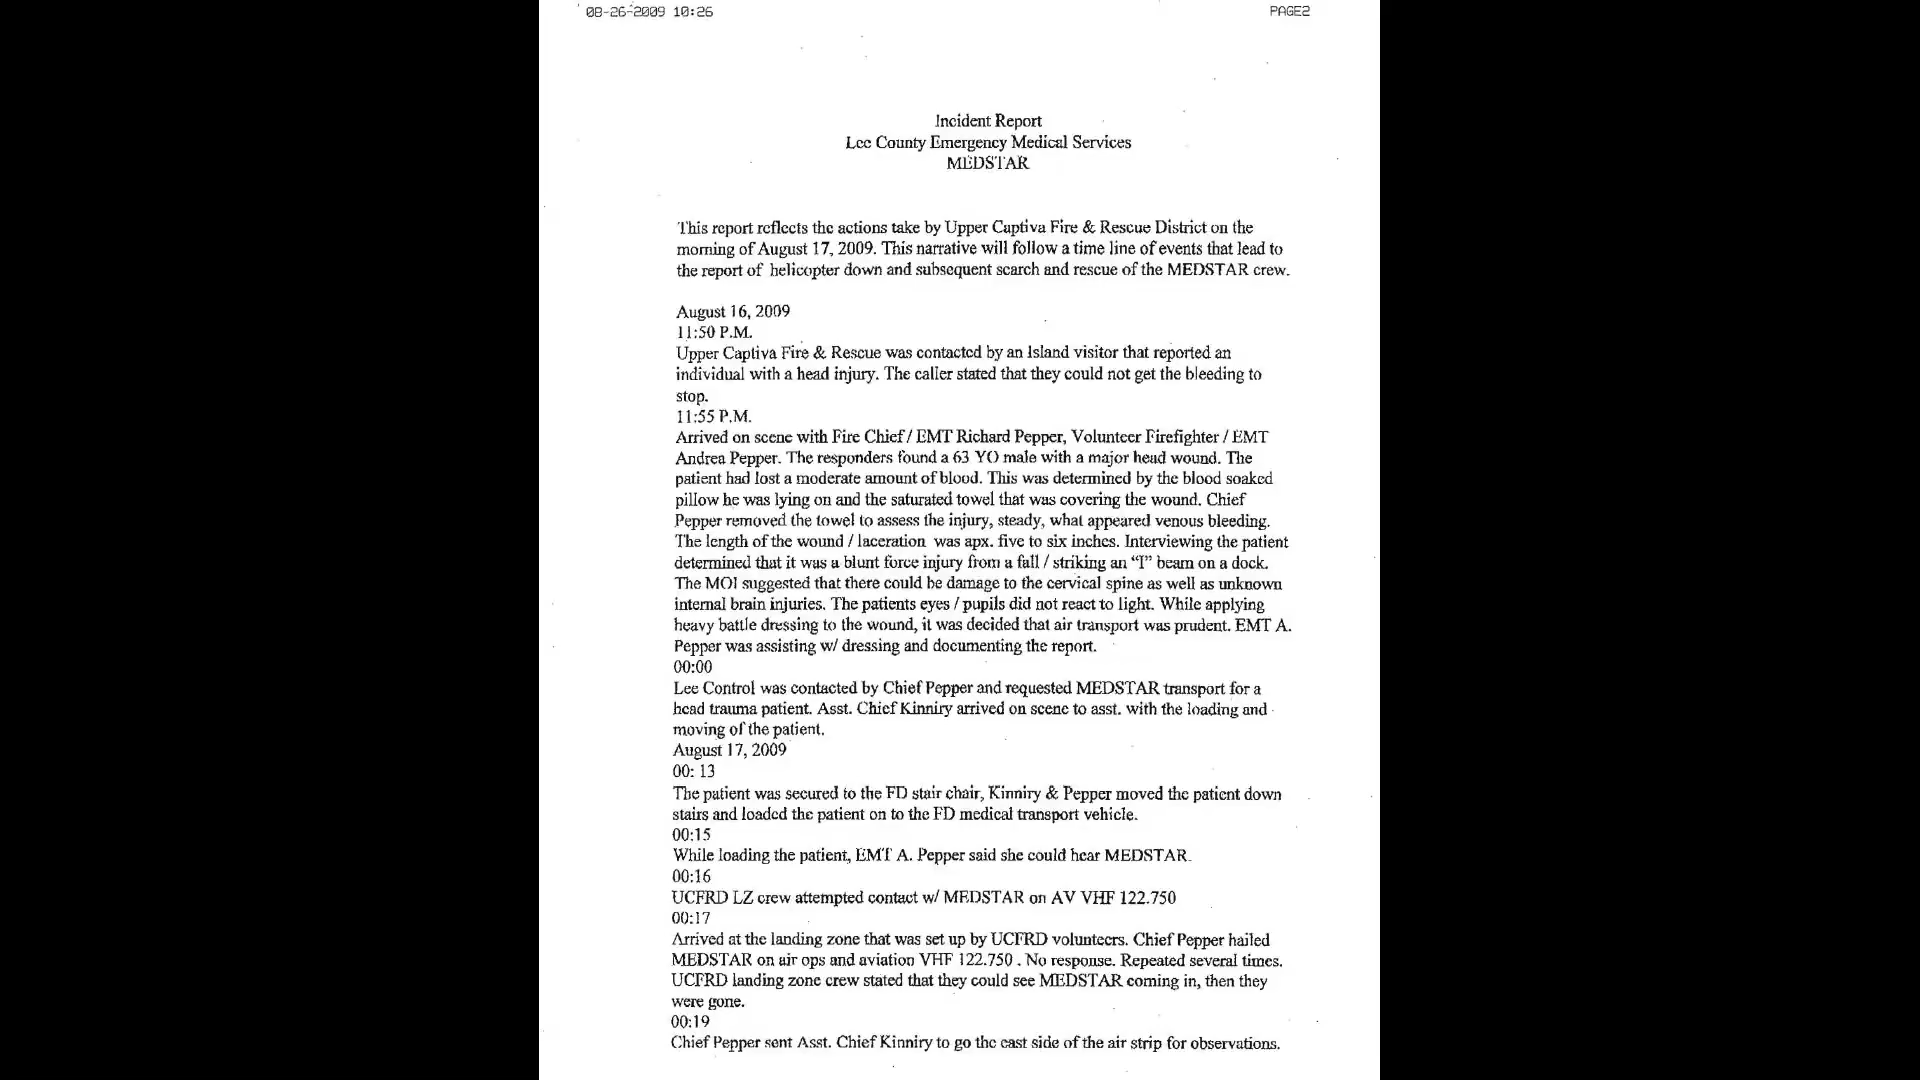 08-26-2009 10:26 PAGE2
Incident Report
Lee County Emergency Medical Services
MEDSTAR
This report reflects the actions take by Upper Captiva Fire & Rescue District on the
morning of August 17, 2009. This narrative will follow a time line of events that lead to
the report of helicopter down and subsequent search and rescue of the MEDSTAR crew.
August 16, 2009
11:50 P.M.
Upper Captiva Fire & Rescue was contacted by an Island visitor that reported an
individual with a head injury. The caller stated that they could not get the bleeding to
stop.
11:55 P.M.
Arrived on scene with Fire Chief / EMT Richard Pepper, Volunteer Firefighter / EMT
Andrea Pepper. The responders found a 63 YO male with a major head wound. The
patient had lost a moderate amount of blood. This was determined by the blood soaked
pillow he was lying on and the saturated towel that was covering the wound. Chief
Pepper removed the towel to assess the injury, steady, what appeared venous bleeding.
The length of the wound / laceration was apx. five to six inches. Interviewing the patient
determined that it was a blunt force injury from a fall / striking an “I” beam on a dock.
The MOI suggested that there could be damage to the cervical spine as well as unknown
internal brain injuries. The patients eyes / pupils did not react to light. While applying
heavy battle dressing to the wound, it was decided that air transport was prudent. EMT A.
Pepper was assisting w/ dressing and documenting the report.
00:00
Lee Control was contacted by Chief Pepper and requested MEDSTAR transport for a
head trauma patient. Asst. Chief Kinniry arrived on scene to asst. with the loading and
moving of the patient.
August 17, 2009
00: 13
The patient was secured to the FD stair chair, Kinniry & Pepper moved the patient down
stairs and loaded the patient on to the FD medical transport vehicle.
00:15
While loading the patient, EMT A. Pepper said she could hear MEDSTAR.
00:16
UCFRD LZ crew attempted contact w/ MEDSTAR on AV VHF 122.750
00:17
Arrived at the landing zone that was set up by UCFRD volunteers. Chief Pepper hailed
MEDSTAR on air ops and aviation VHF 122.750 . No response. Repeated several times.
UCFRD landing zone crew stated that they could see MEDSTAR coming in, then they
were gone.
00:19
Chief Pepper sent Asst. Chief Kinniry to go the east side of the air strip for observations.